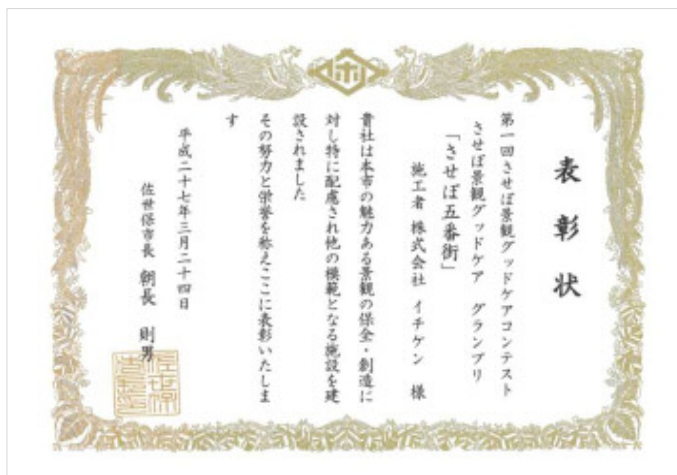 表彰状
第一回させぼ景観グッドケアコンテスト
させぼ景観グッドケア グランプリ
「させぼ五番街」
施工者 株式会社 イチケン 様
貴社は本市の魅力ある景観の保全・創造に
対し特に配慮され他の模範となる施設を建
設されました
その努力と栄誉を称えここに表彰いたしま
す
平成二十七年三月二十四日
佐世保市長 朝長 則男